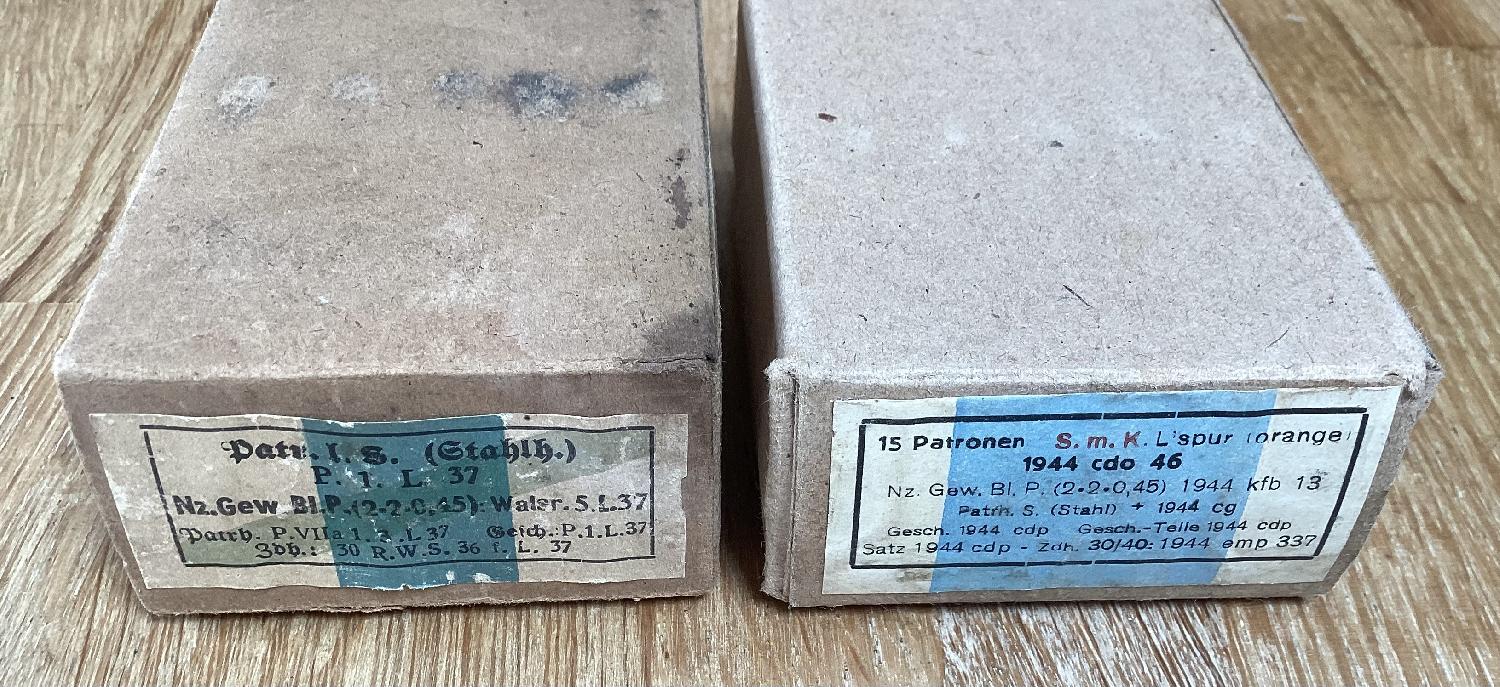 Patr. l. S. (Stahlh.)
P. 1. L. 37
Nz.Gew.Bl.P.(2-2-0,45): Walsr. S.L.37
Patrh. P.VIIa 1. L.37 Gesch.:P.1.L.37
Zdh.: 30 R.W.S. 36 f. L. 37
15 Patronen S. m. K. L'spur (orange)
1944 cdo 46
Nz. Gew. Bl. P. (2•2•0,45) 1944 kfb 13
Patrh. S. (Stahl) + 1944 cg
Gesch. 1944 cdp Gesch.-Teile 1944 cdp
Satz 1944 cdp - Zdh. 30/40: 1944 emp 337